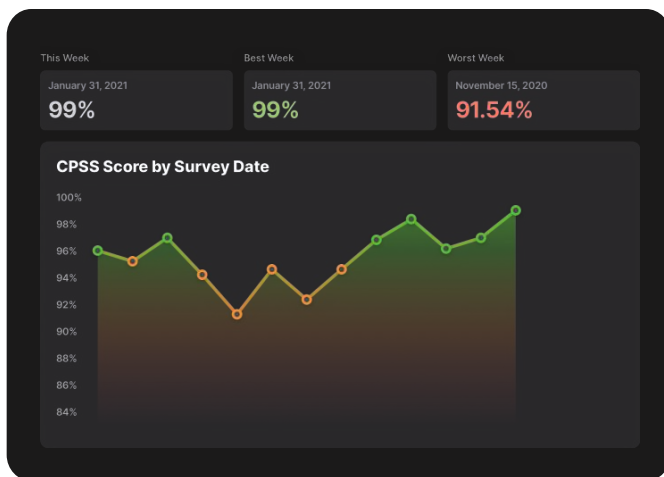 This Week
Best Week
Worst Week
January 31, 2021
January 31, 2021
November 15, 2020
99%
99%
91.54%
CPSS Score by Survey Date
100%
98%
96%
94%
92%
90%
88%
86%
84%